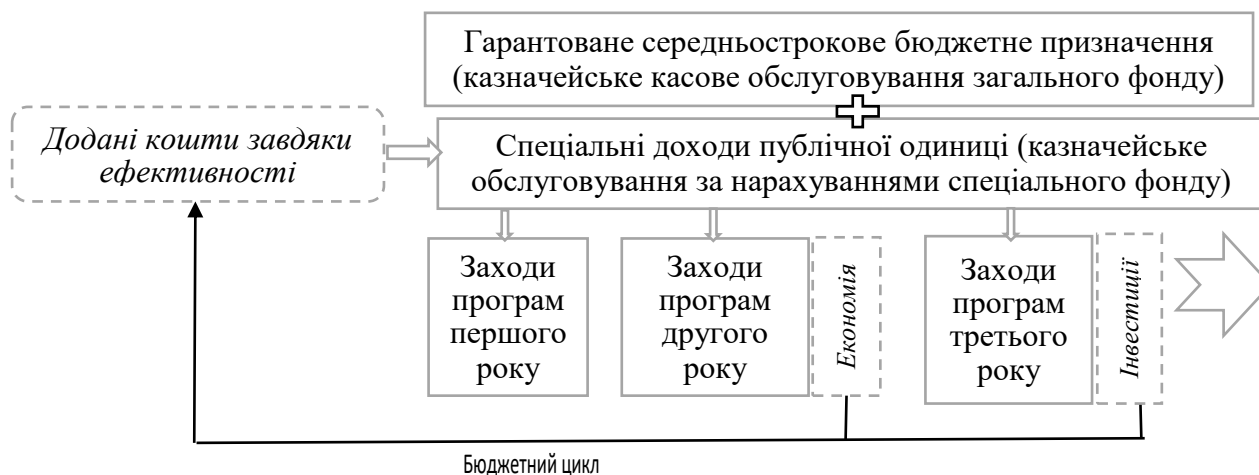 Гарантоване середньострокове бюджетне призначення
(казначейське касове обслуговування загального фонду)
Додані кошти завдяки
ефективності
Спеціальні доходи публічної одиниці (казначейське
обслуговування за нарахуваннями спеціального фонду)
Заходи
програм
першого
року
Заходи
програм
другого
року
Економія
Заходи
програм
третього
року
Інвестиції
Бюджетний цикл